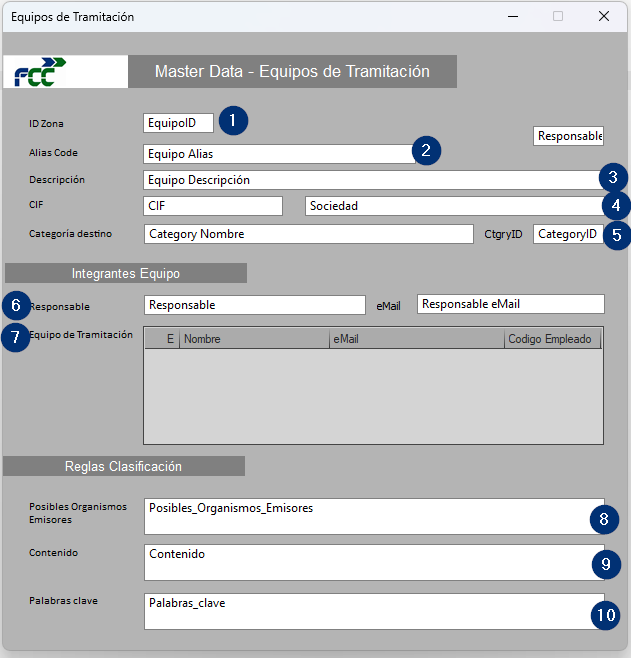 Equipos de Tramitación
FCC
Master Data - Equipos de Tramitación
ID Zona EquipoID 1
Responsable
Alias Code Equipo Alias 2
Descripción Equipo Descripción 3
CIF CIF Sociedad 4
Categoría destino Category Nombre CtgryID CategoryID 5
Integrantes Equipo
6 Responsable Responsable eMail Responsable eMail
7 Equipo de Tramitación
E Nombre eMail Codigo Empleado
Reglas Clasificación
Posibles Organismos
Emisores
Posibles_Organismos_Emisores
8
Contenido Contenido
9
Palabras clave Palabras_clave
10